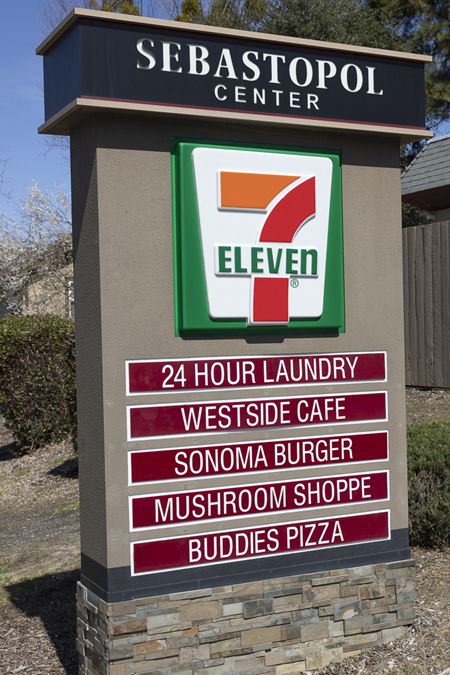 SEBASTOPOL
CENTER
7
ELEVEn
®
24 HOUR LAUNDRY
WESTSIDE CAFE
SONOMA BURGER
MUSHROOM SHOPPE
BUDDIES PIZZA